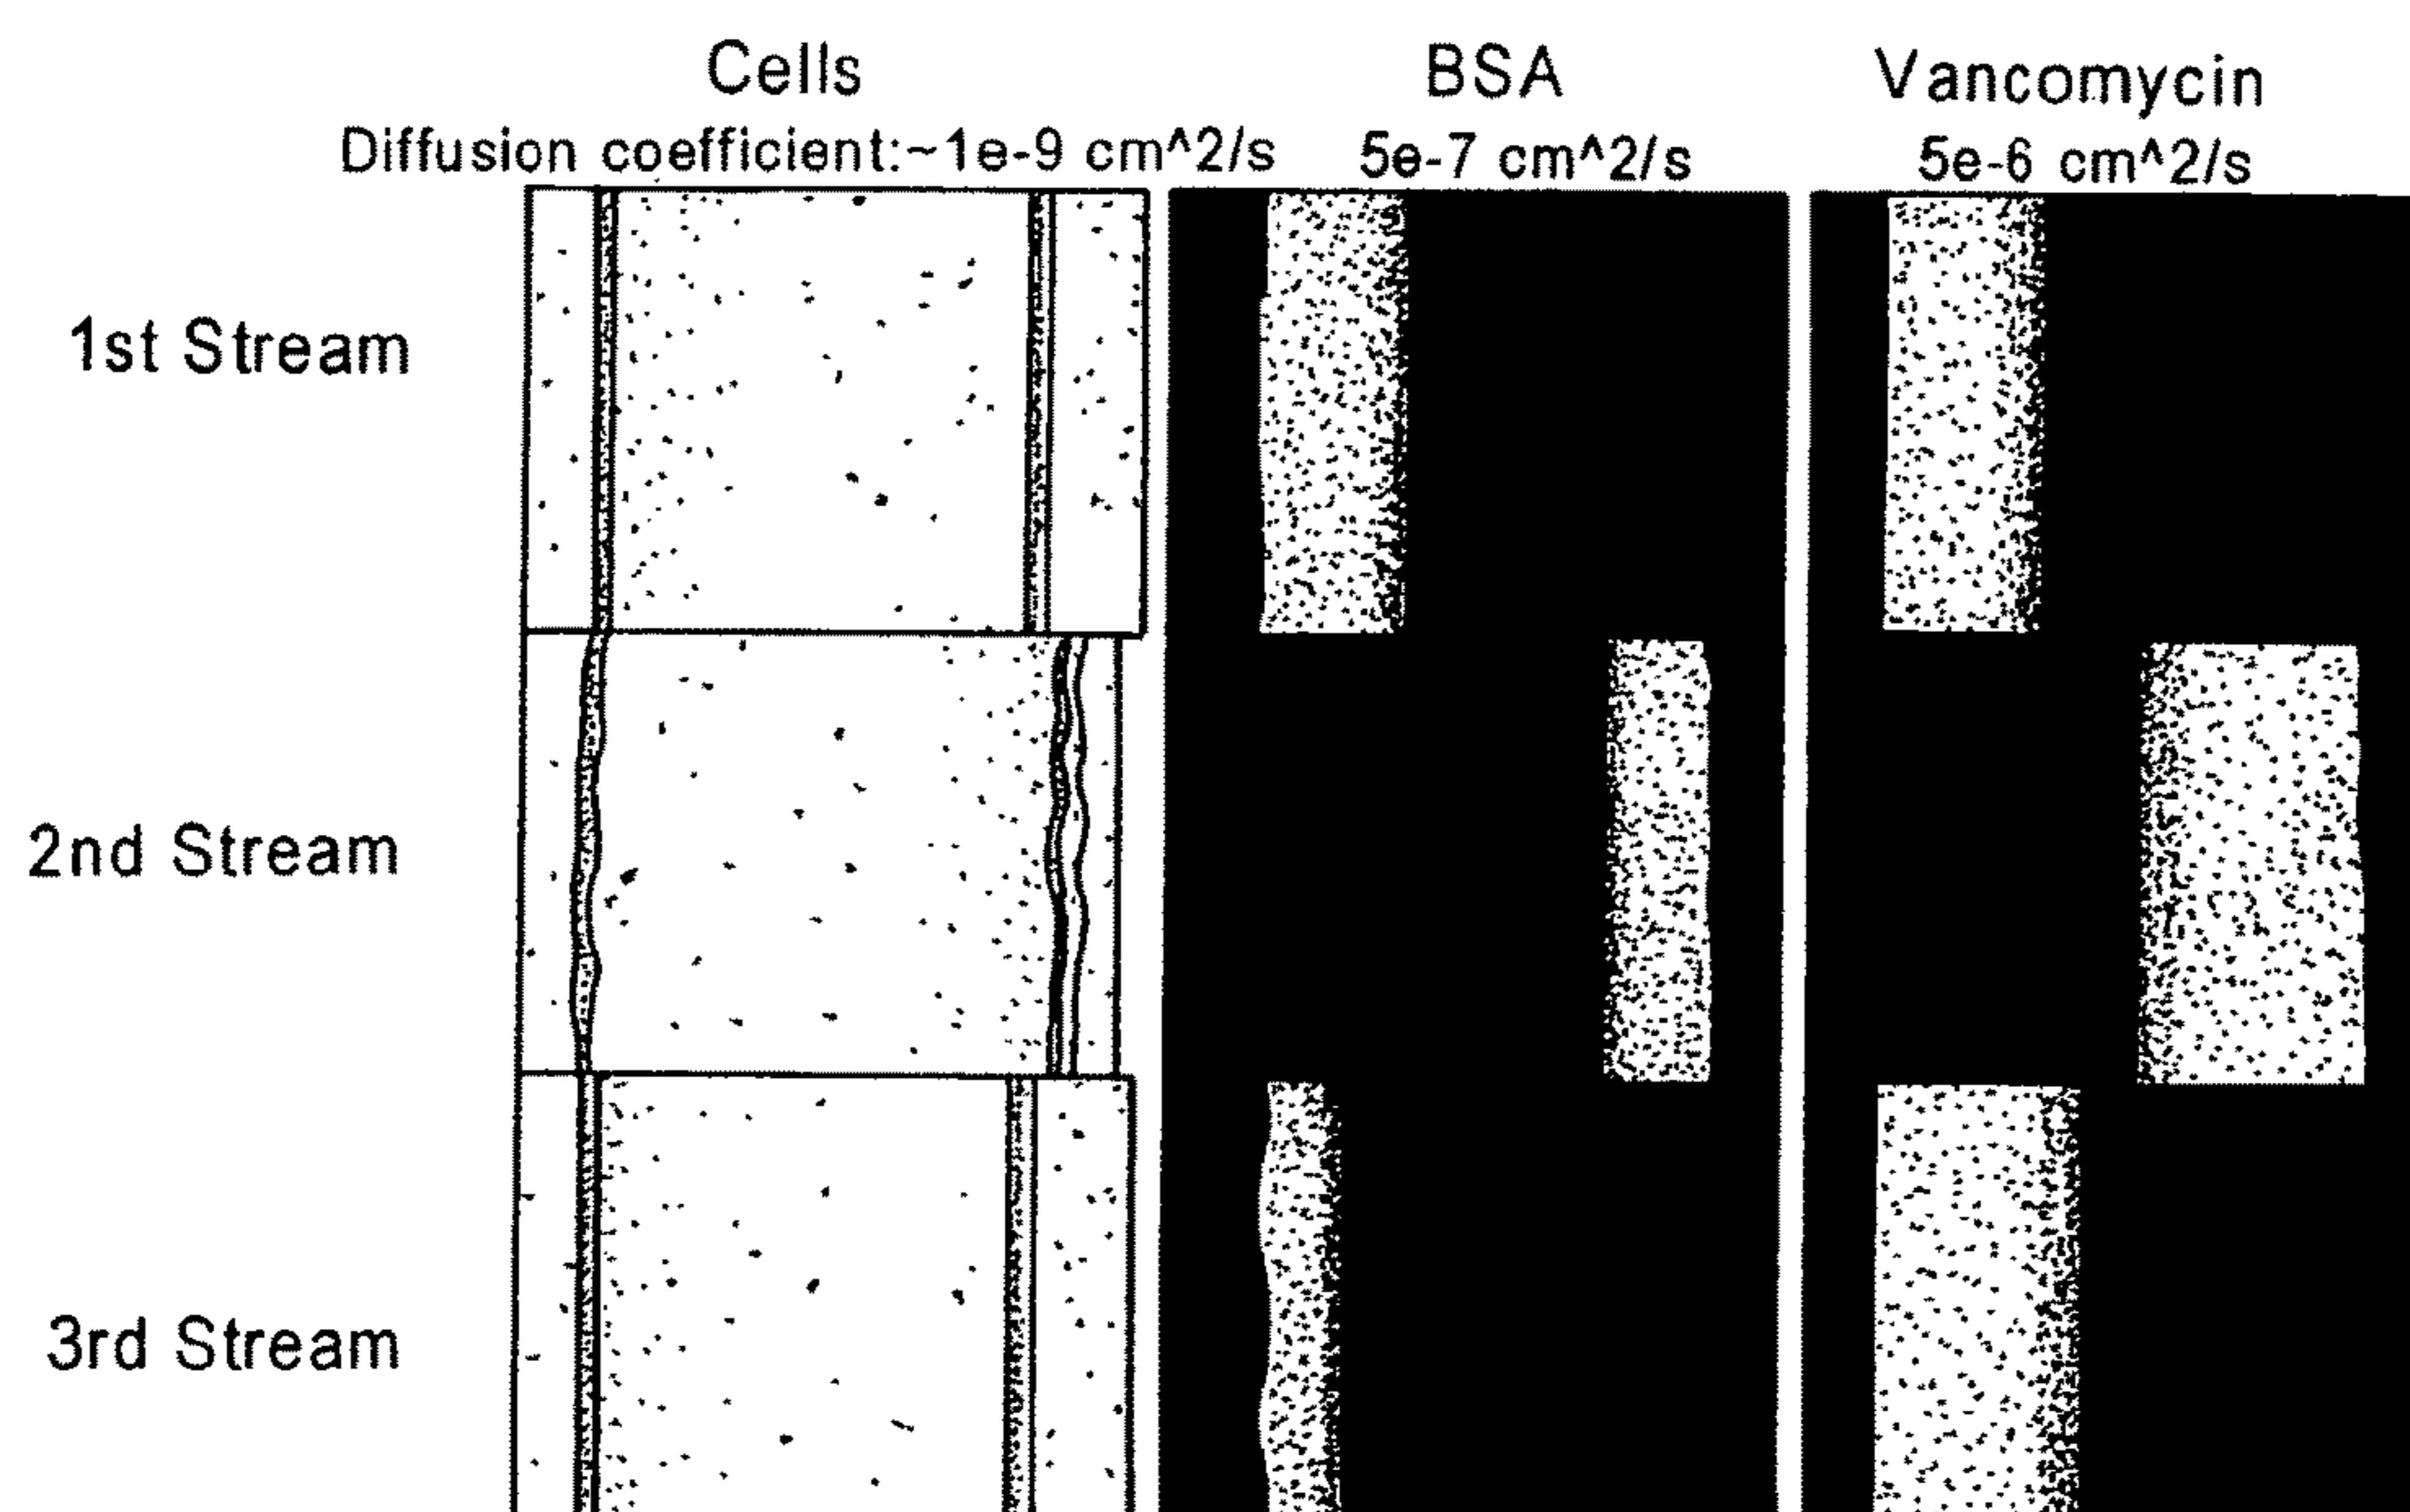 Cells
BSA
Vancomycin
Diffusion coefficient:~1e-9 cm^2/s
5e-7 cm^2/s
5e-6 cm^2/s
1st Stream
2nd Stream
3rd Stream